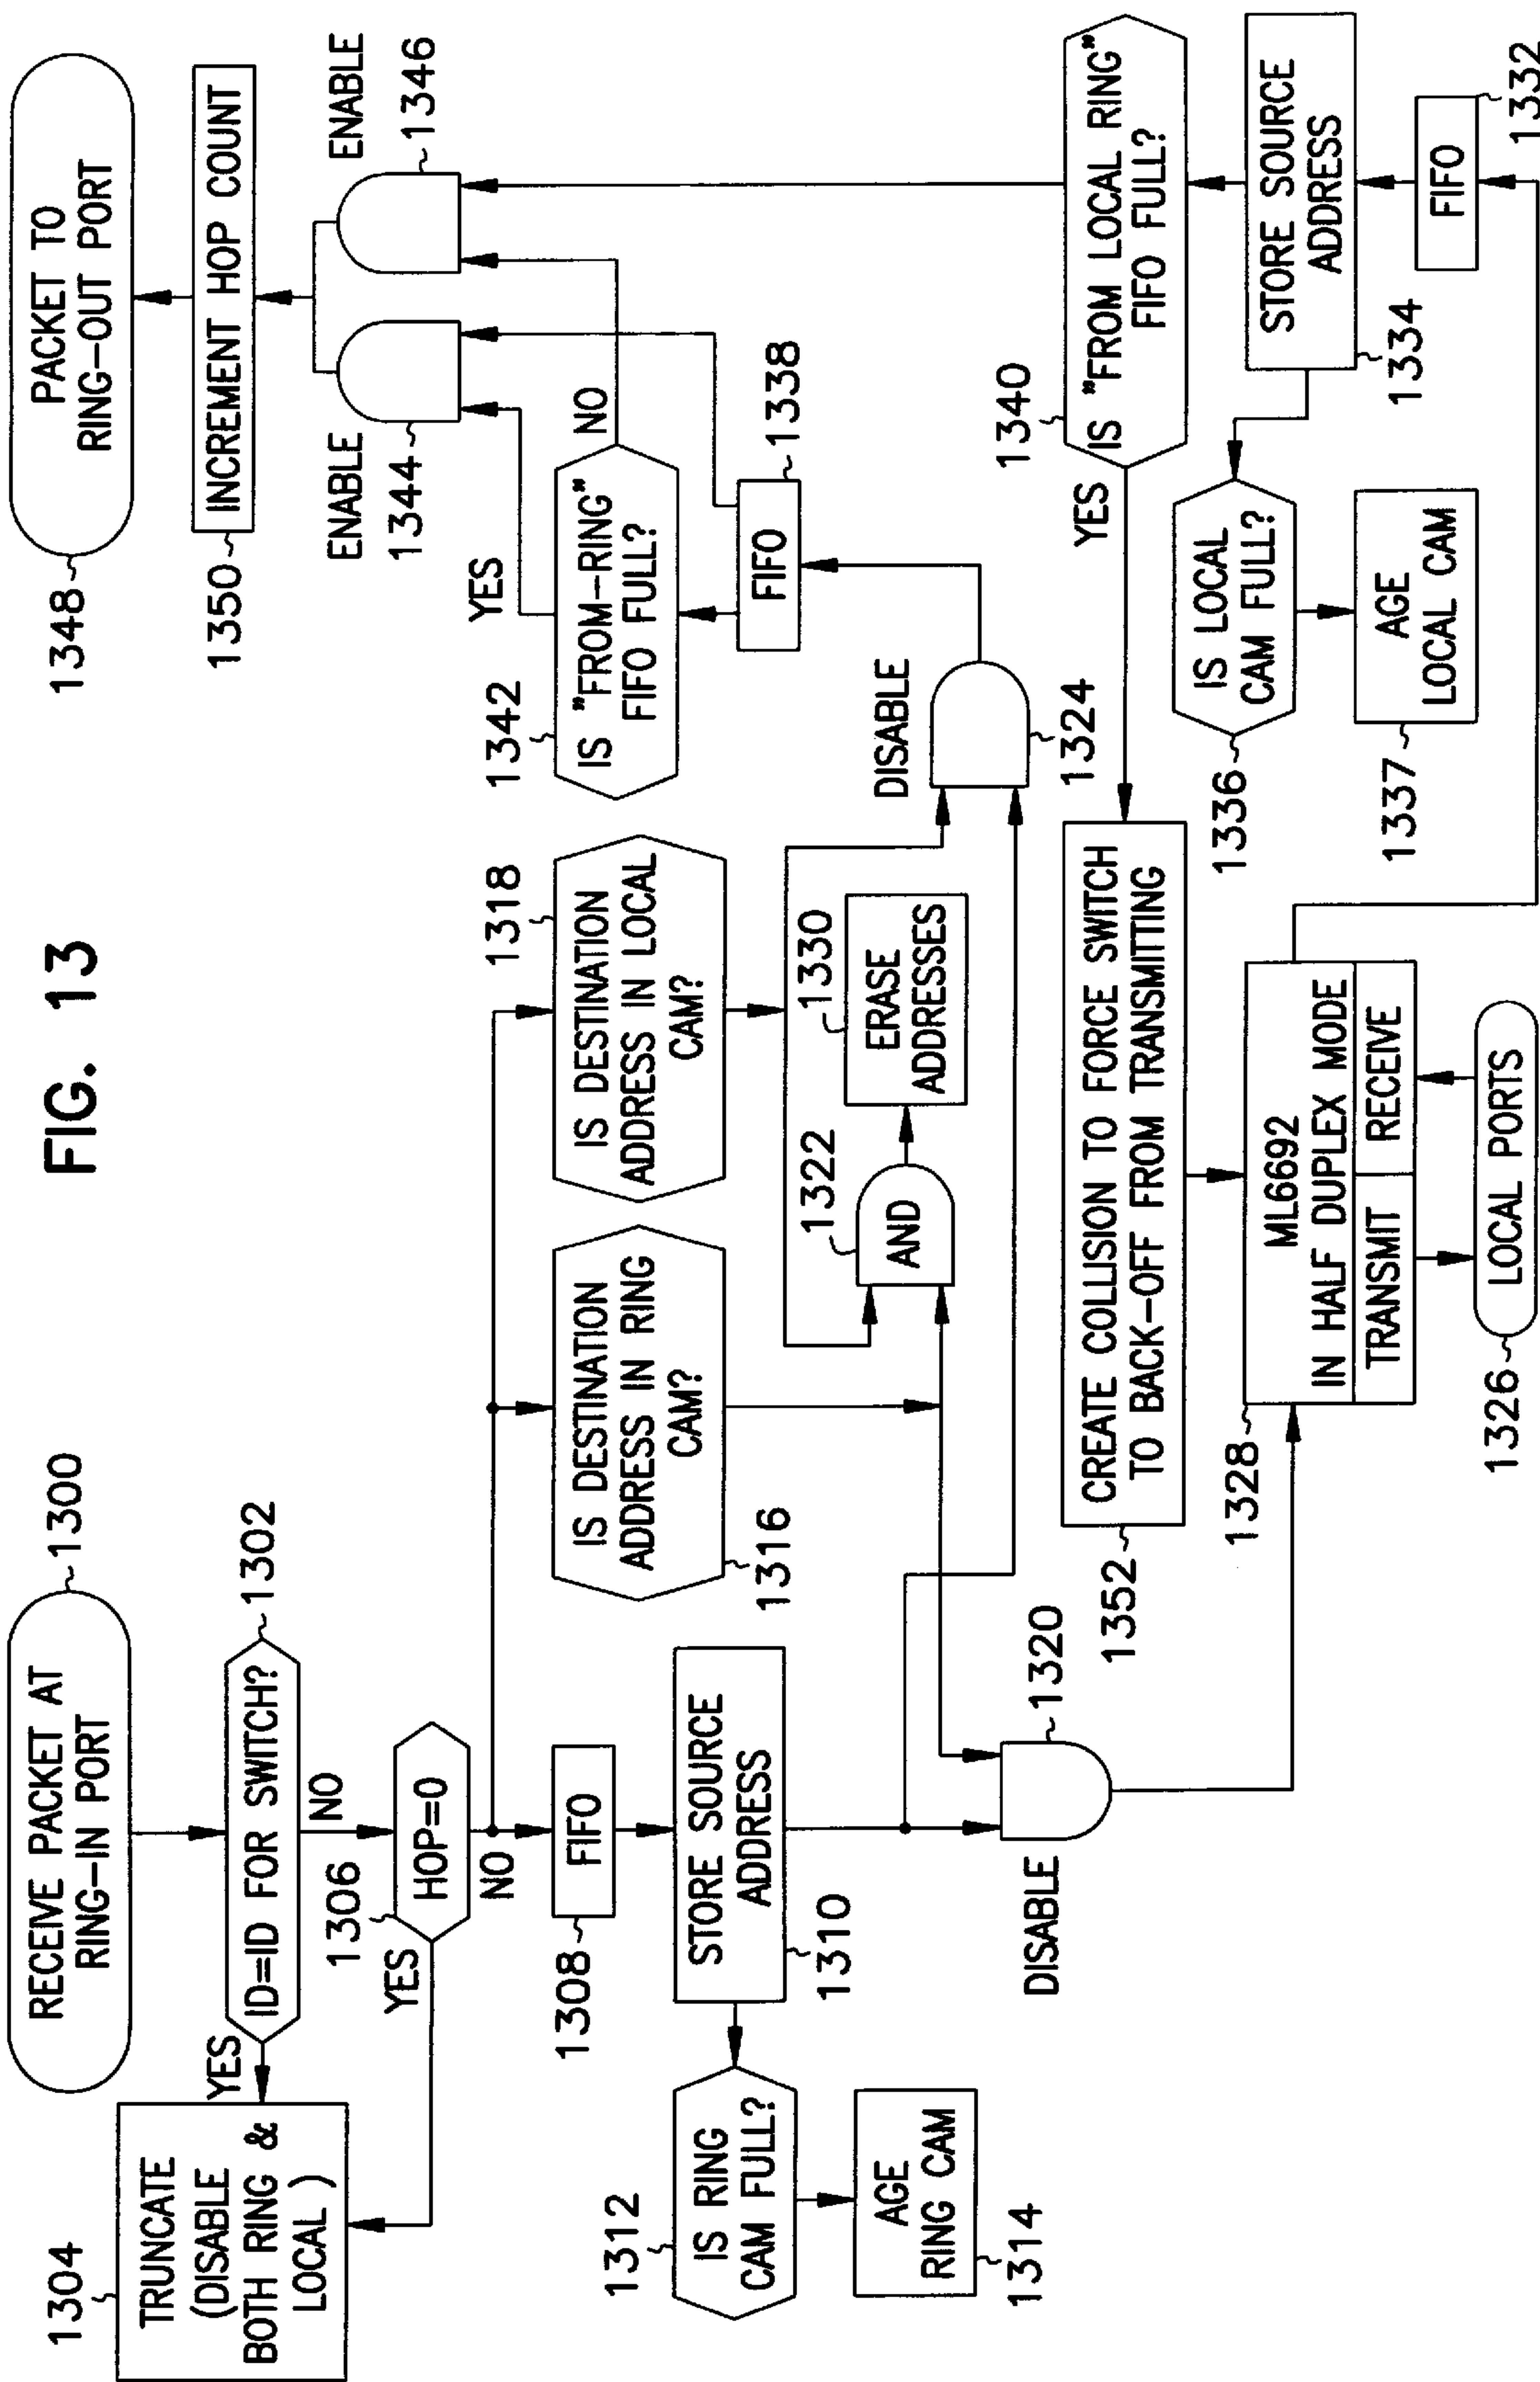 FIG. 13
RECEIVE PACKET AT
RING-IN PORT
1300
ID=ID FOR SWITCH?
1302
YES
NO
TRUNCATE
(DISABLE
BOTH RING &
LOCAL )
1304
HOP=0
1306
YES
NO
FIFO
1308
STORE SOURCE
ADDRESS
1310
IS RING
CAM FULL?
1312
AGE
RING CAM
1314
IS DESTINATION
ADDRESS IN RING
CAM?
1316
IS DESTINATION
ADDRESS IN LOCAL
CAM?
1318
DISABLE
1320
AND
1322
ERASE
ADDRESSES
1330
DISABLE
1324
CREATE COLLISION TO FORCE SWITCH
TO BACK-OFF FROM TRANSMITTING
1352
ML6692
IN HALF DUPLEX MODE
TRANSMIT
RECEIVE
1328
LOCAL PORTS
1326
PACKET TO
RING-OUT PORT
1348
INCREMENT HOP COUNT
1350
ENABLE
1344
ENABLE
1346
IS "FROM-RING"
FIFO FULL?
1342
YES
NO
FIFO
1338
IS "FROM LOCAL RING"
FIFO FULL?
1340
YES
STORE SOURCE
ADDRESS
1334
IS LOCAL
CAM FULL?
1336
AGE
LOCAL CAM
1337
FIFO
1332